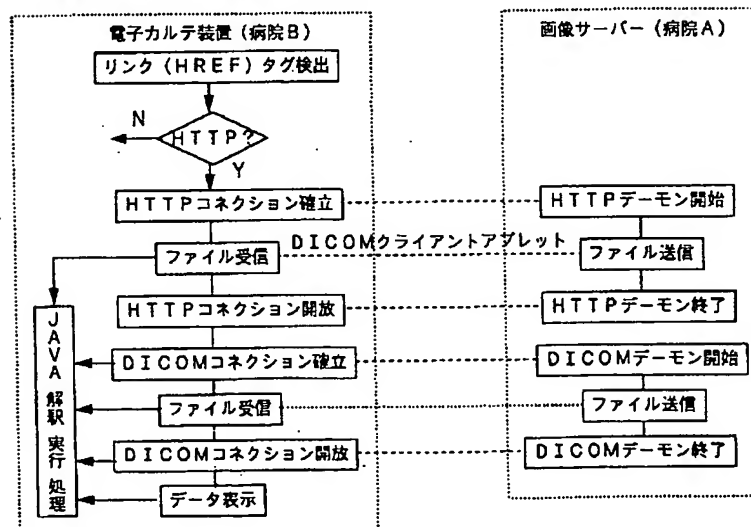 電子カルテ装置（病院B）
画像サーバー（病院A）
リンク（HREF）タグ検出
HTTP?
N
Y
HTTPコネクション確立
HTTPデーモン開始
DICOMクライアントアプレット
ファイル受信
ファイル送信
HTTPコネクション開放
HTTPデーモン終了
JAVA解釈実行処理
DICOMコネクション確立
DICOMデーモン開始
ファイル受信
ファイル送信
DICOMコネクション開放
DICOMデーモン終了
データ表示